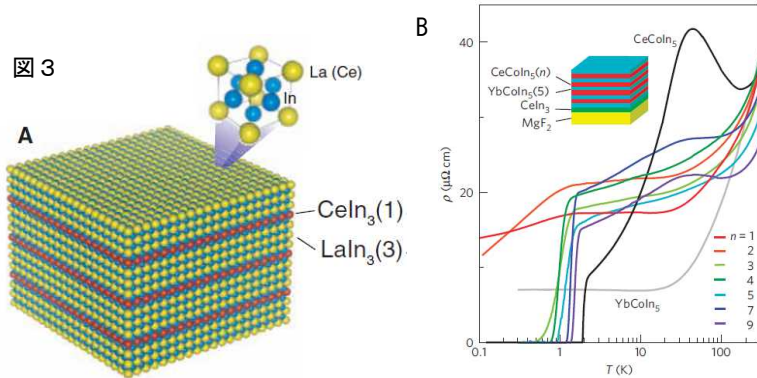 図3
A
La (Ce)
In
CeIn₃(1)
LaIn₃(3)
B
40
20
0
ρ (μΩ cm)
CeCoIn₅
CeCoIn₅(n)
YbCoIn₅(5)
CeIn₃
MgF₂
YbCoIn₅
n = 1
2
3
4
5
7
9
0.1
1
10
100
T (K)